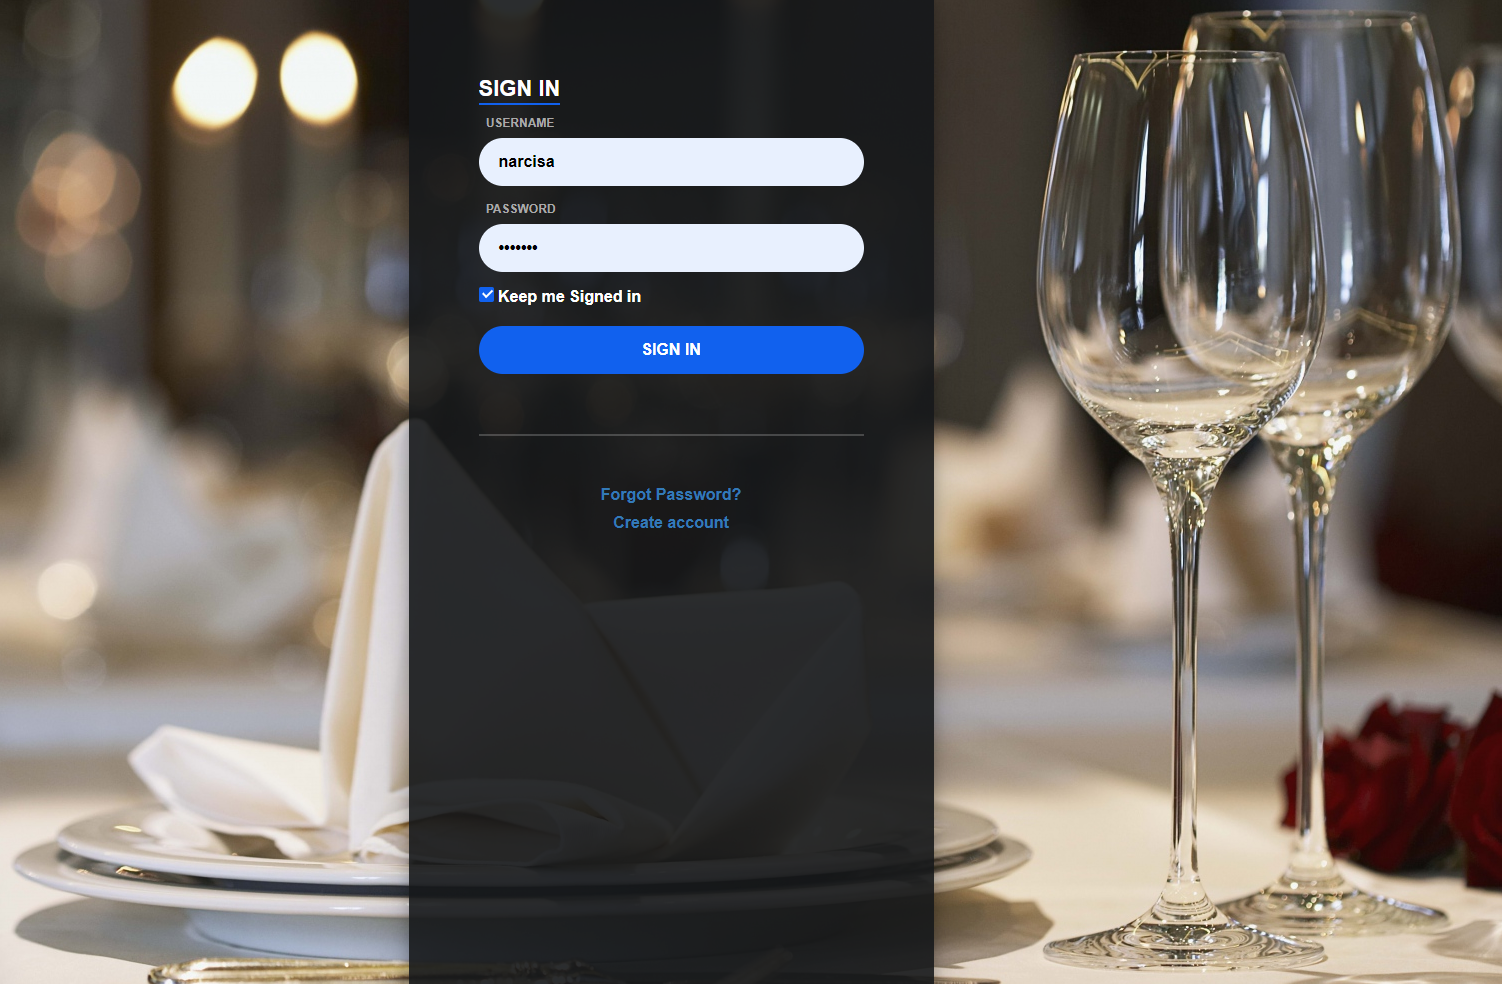 SIGN IN
USERNAME
narcisa
PASSWORD
•••••••
Keep me Signed in
SIGN IN
Forgot Password?
Create account